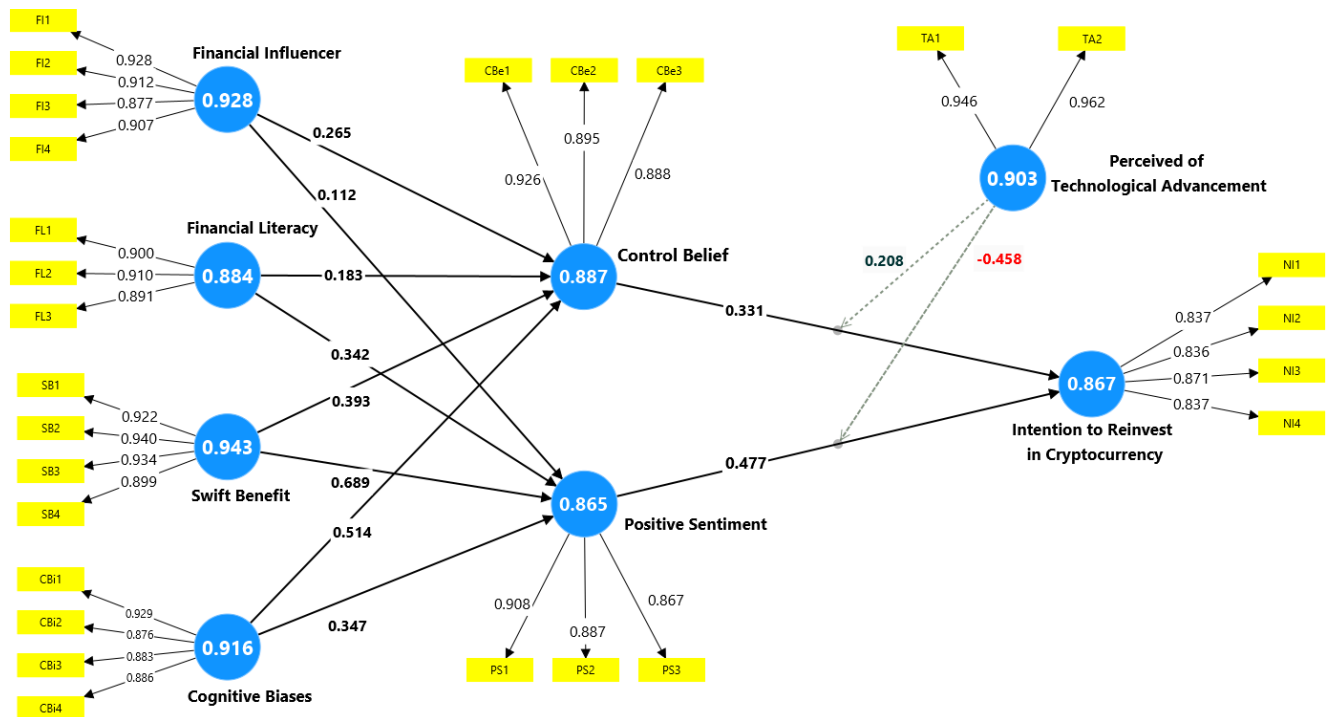 FI1
FI2
FI3
FI4
0.928
0.912
0.877
0.907
Financial Influencer
0.928
0.265
0.112
FL1
FL2
FL3
0.900
0.910
0.891
Financial Literacy
0.884
0.183
0.342
SB1
SB2
SB3
SB4
0.922
0.940
0.934
0.899
0.943
Swift Benefit
0.393
0.689
CBi1
CBi2
CBi3
CBi4
0.929
0.876
0.883
0.886
0.916
Cognitive Biases
0.514
0.347
CBe1
CBe2
CBe3
0.926
0.895
0.888
Control Belief
0.887
0.331
0.865
Positive Sentiment
0.477
0.908
0.887
0.867
PS1
PS2
PS3
TA1
TA2
0.946
0.962
0.903
Perceived of
Technological Advancement
0.208
-0.458
NI1
NI2
NI3
NI4
0.837
0.836
0.871
0.837
0.867
Intention to Reinvest
in Cryptocurrency